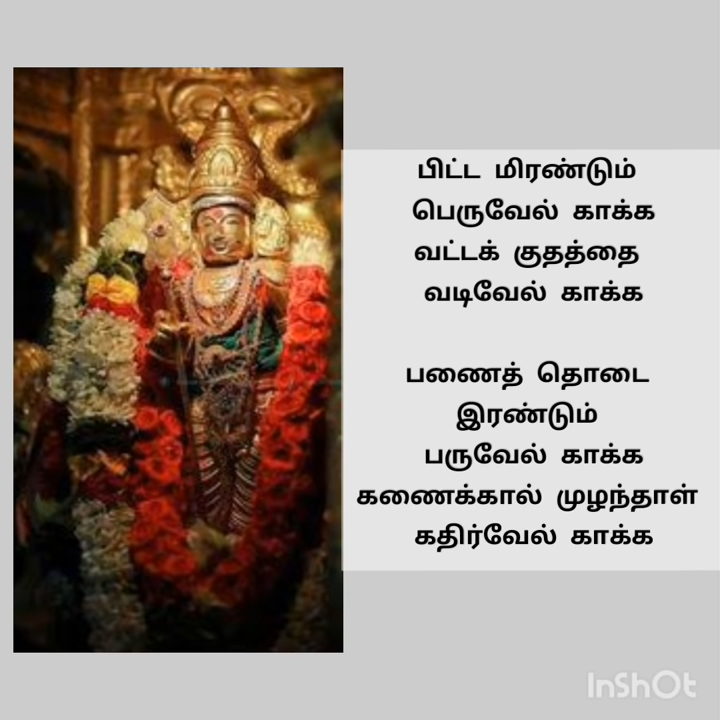 பிட்ட மிரண்டும்
பெருவேல் காக்க
வட்டக் குதத்தை
வடிவேல் காக்க
பணைத் தொடை
இரண்டும்
பருவேல் காக்க
கணைக்கால் முழந்தாள்
கதிர்வேல் காக்க
InShOt